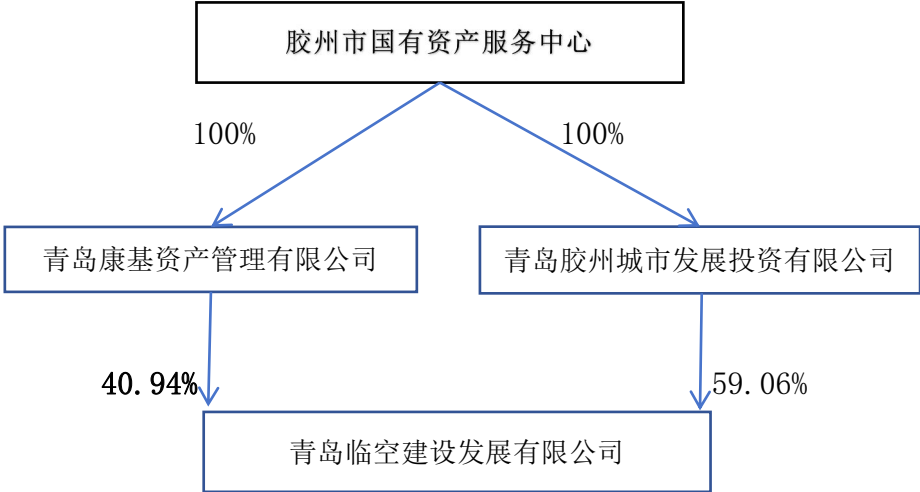 胶州市国有资产服务中心
100%
100%
青岛康基资产管理有限公司
青岛胶州城市发展投资有限公司
40.94%
59.06%
青岛临空建设发展有限公司